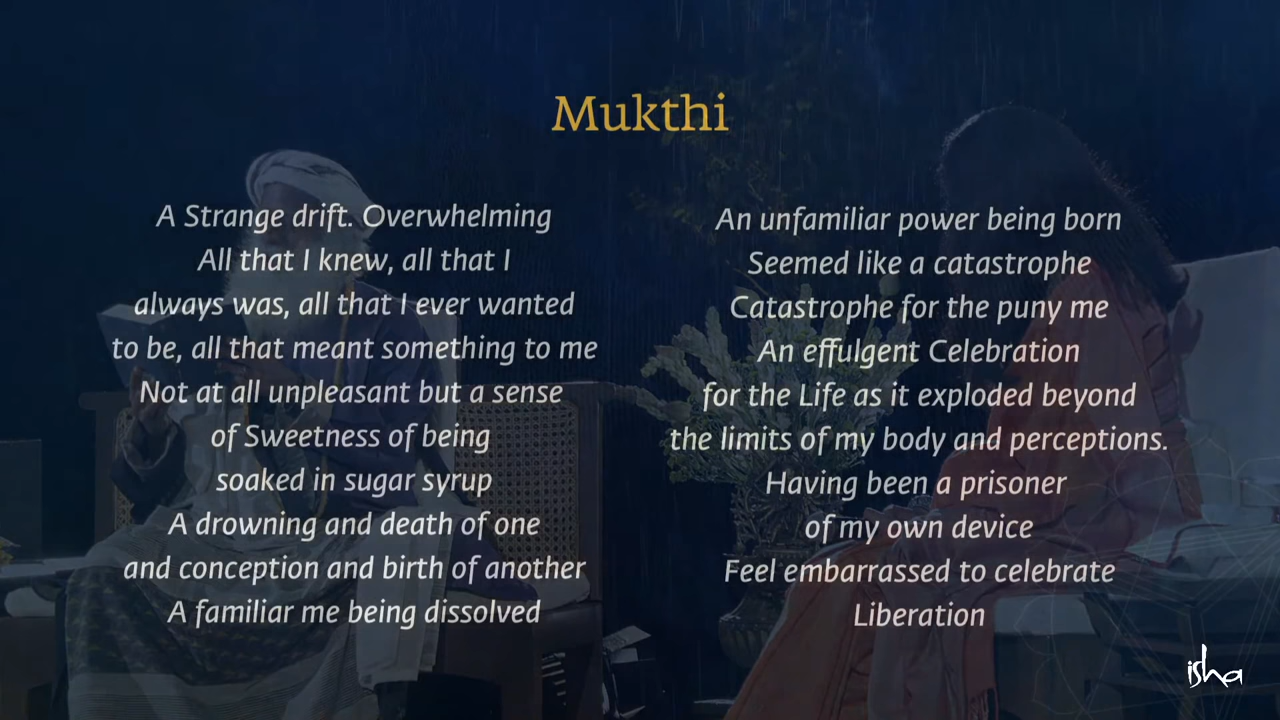 Mukthi
A Strange drift. Overwhelming
All that I knew, all that I
always was, all that I ever wanted
to be, all that meant something to me
Not at all unpleasant but a sense
of Sweetness of being
soaked in sugar syrup
A drowning and death of one
and conception and birth of another
A familiar me being dissolved
An unfamiliar power being born
Seemed like a catastrophe
Catastrophe for the puny me
An effulgent Celebration
for the Life as it exploded beyond
the limits of my body and perceptions.
Having been a prisoner
of my own device
Feel embarrassed to celebrate
Liberation
isha